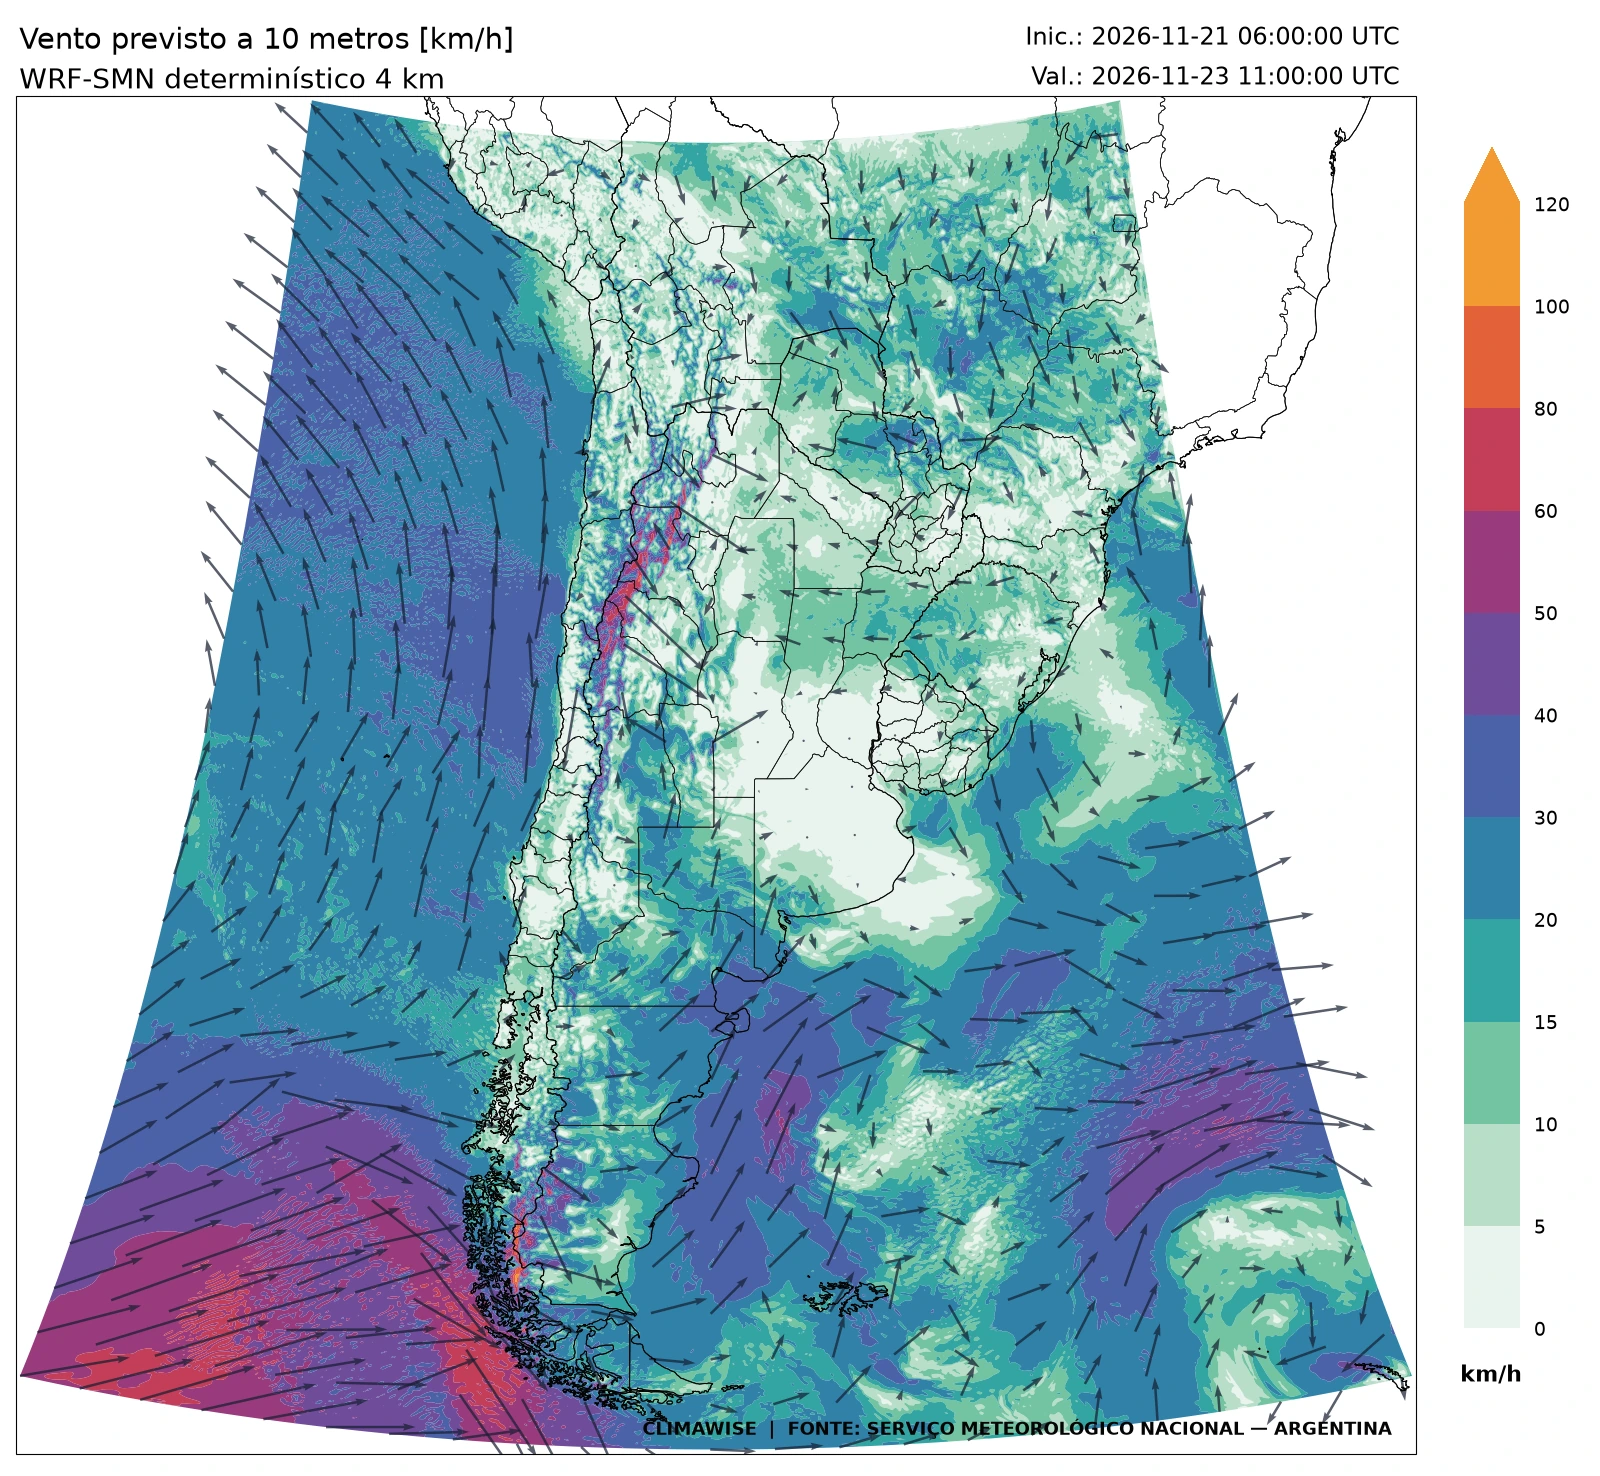 Vento previsto a 10 metros [km/h]
WRF-SMN determinístico 4 km
Inic.: 2026-11-21 06:00:00 UTC
Val.: 2026-11-23 11:00:00 UTC
120
100
80
60
50
40
30
20
15
10
5
0
km/h
CLIMAWISE | FONTE: SERVIÇO METEOROLÓGICO NACIONAL — ARGENTINA